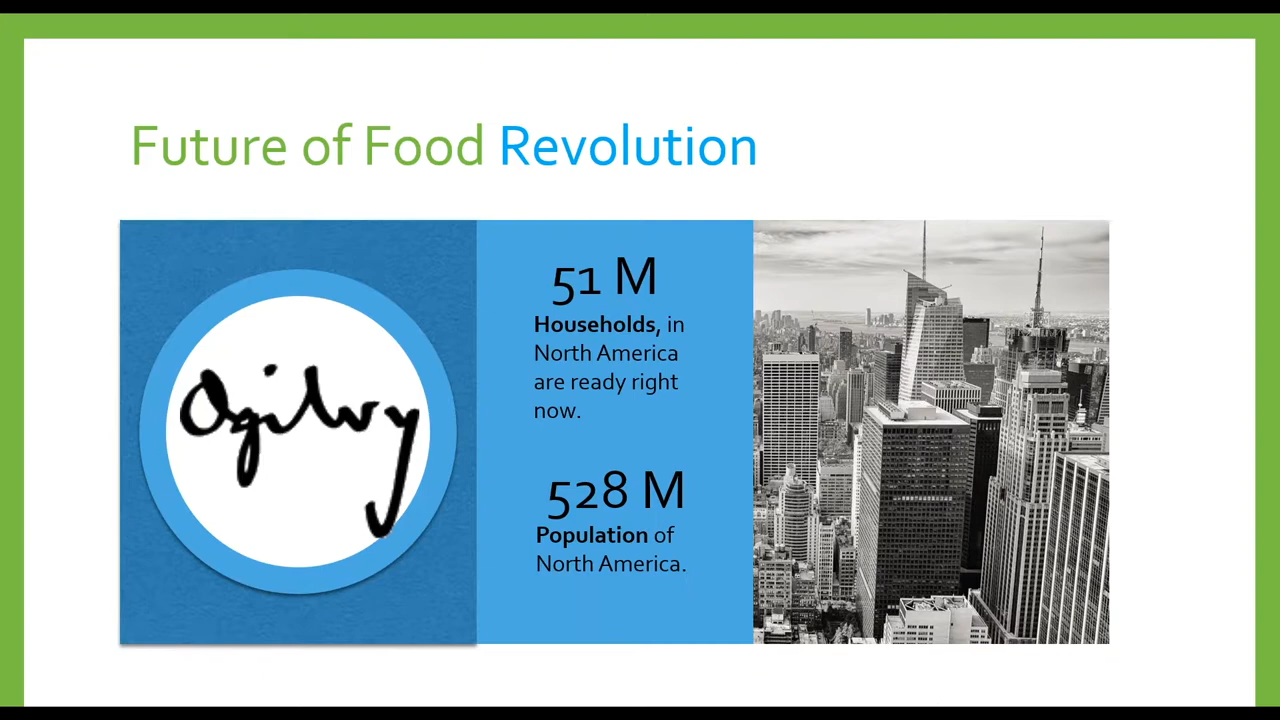 Future of Food Revolution
Ogilvy
51 M
Households, in
North America
are ready right
now.
528 M
Population of
North America.